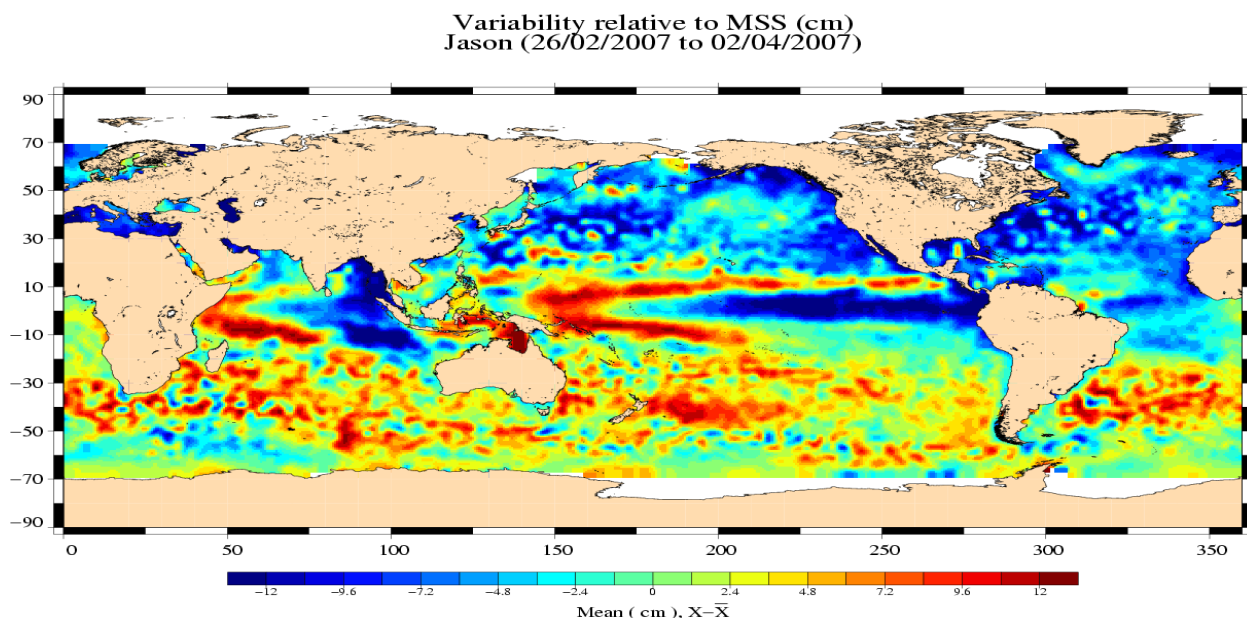 Variability relative to MSS (cm)
Jason (26/02/2007 to 02/04/2007)
90
70
50
30
10
−10
−30
−50
−70
−90
0 50 100 150 200 250 300 350
−12 −9.6 −7.2 −4.8 −2.4 0 2.4 4.8 7.2 9.6 12
Mean ( cm ), X−X̅